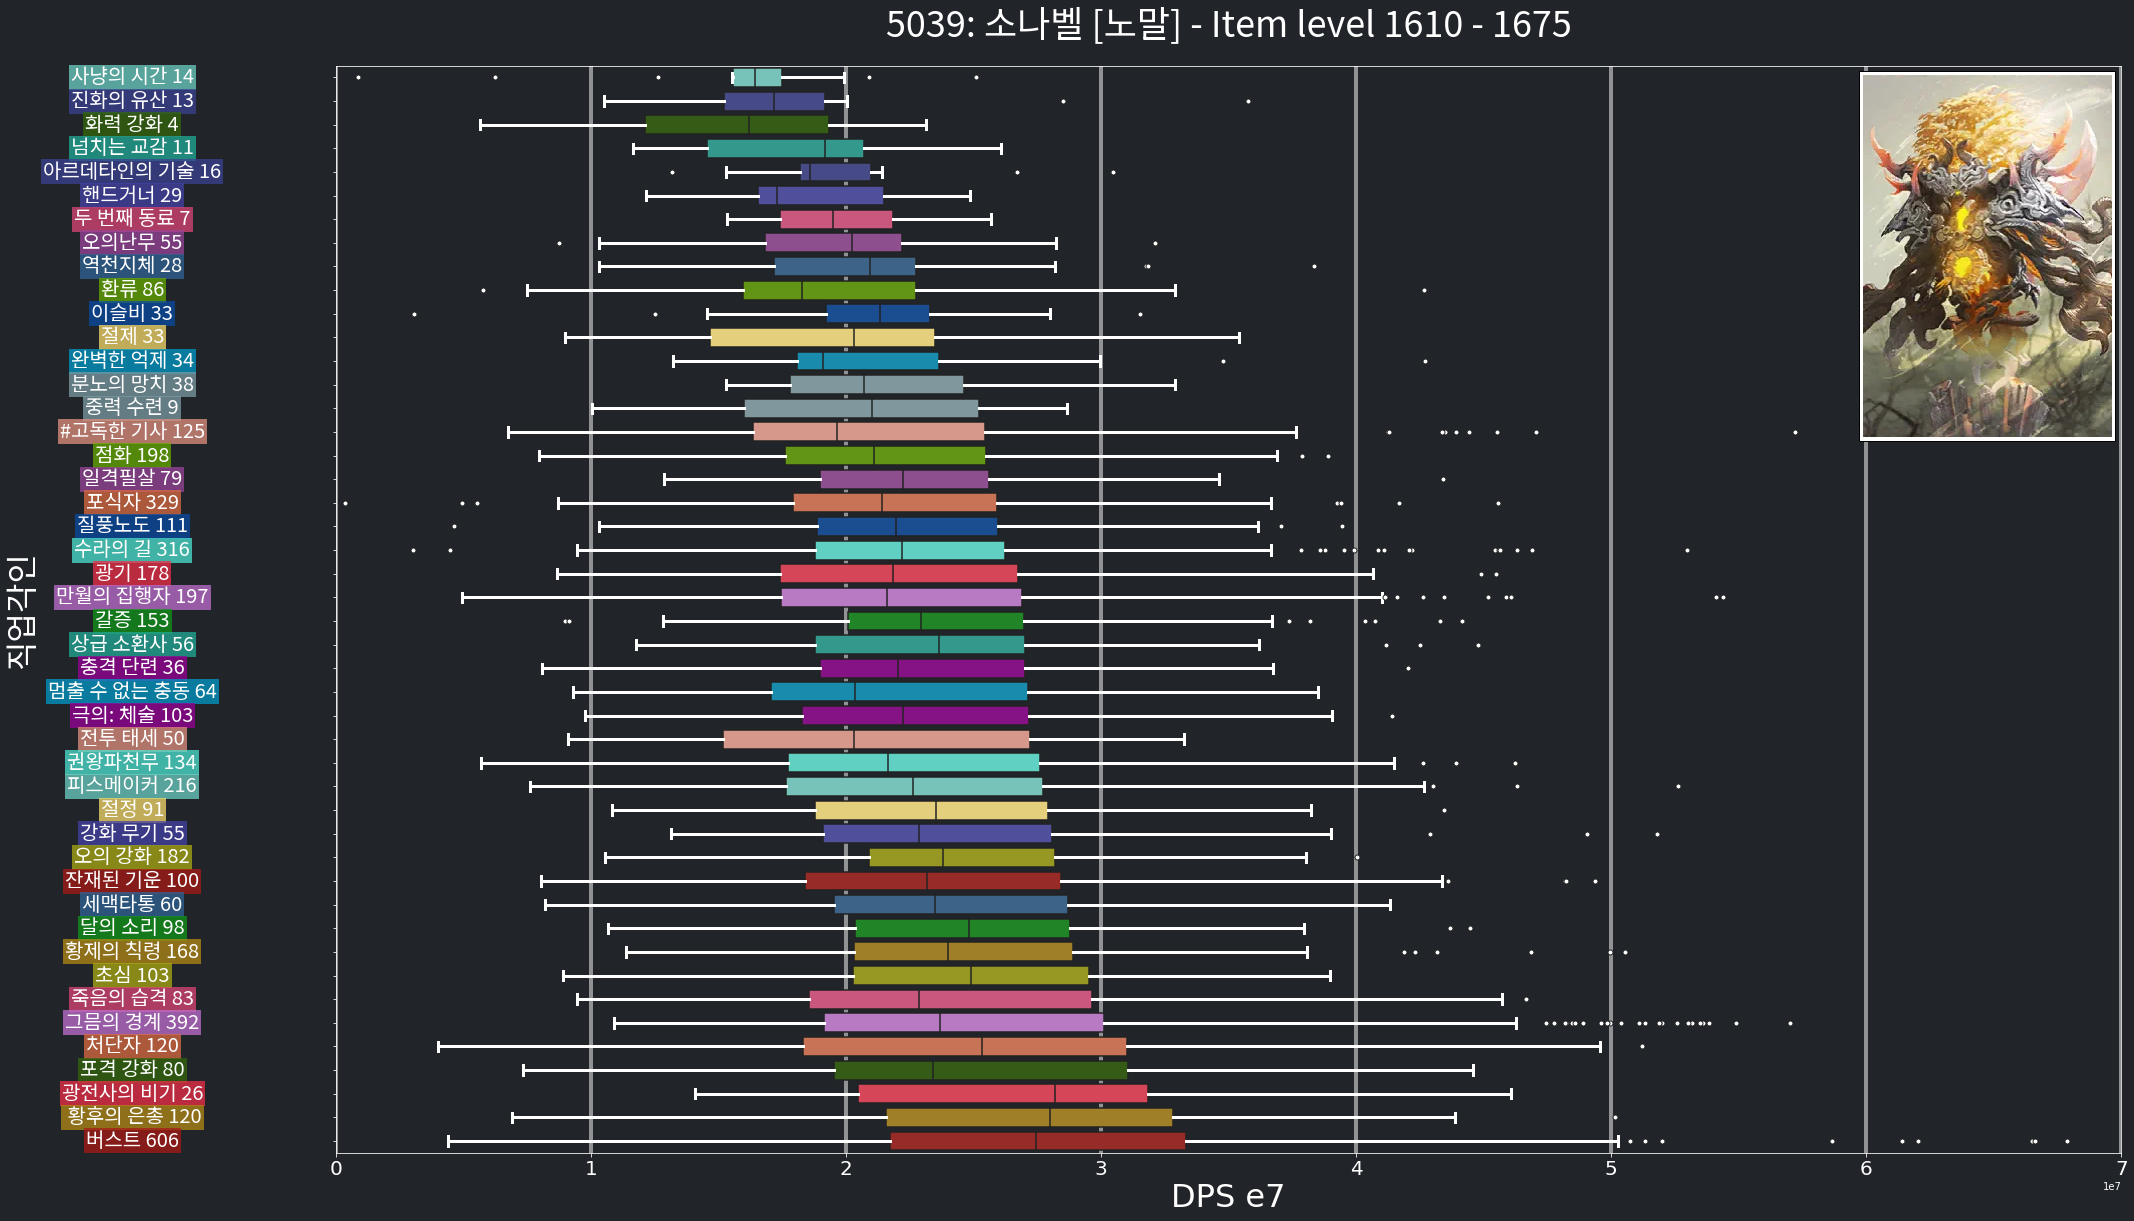 5039: 소나벨 [노말] - Item level 1610 - 1675
직업각인
사냥의 시간 14
진화의 유산 13
화력 강화 4
넘치는 교감 11
아르데타인의 기술 16
핸드거너 29
두 번째 동료 7
오의난무 55
역천지체 28
환류 86
이슬비 33
절제 33
완벽한 억제 34
분노의 망치 38
중력 수련 9
#고독한 기사 125
점화 198
일격필살 79
포식자 329
질풍노도 111
수라의 길 316
광기 178
만월의 집행자 197
갈증 153
상급 소환사 56
충격 단련 36
멈출 수 없는 충동 64
극의: 체술 103
전투 태세 50
권왕파천무 134
피스메이커 216
절정 91
강화 무기 55
오의 강화 182
잔재된 기운 100
세맥타통 60
달의 소리 98
황제의 칙령 168
초심 103
죽음의 습격 83
그믐의 경계 392
처단자 120
포격 강화 80
광전사의 비기 26
황후의 은총 120
버스트 606
0 1 2 3 4 5 6 7
1e7
DPS e7